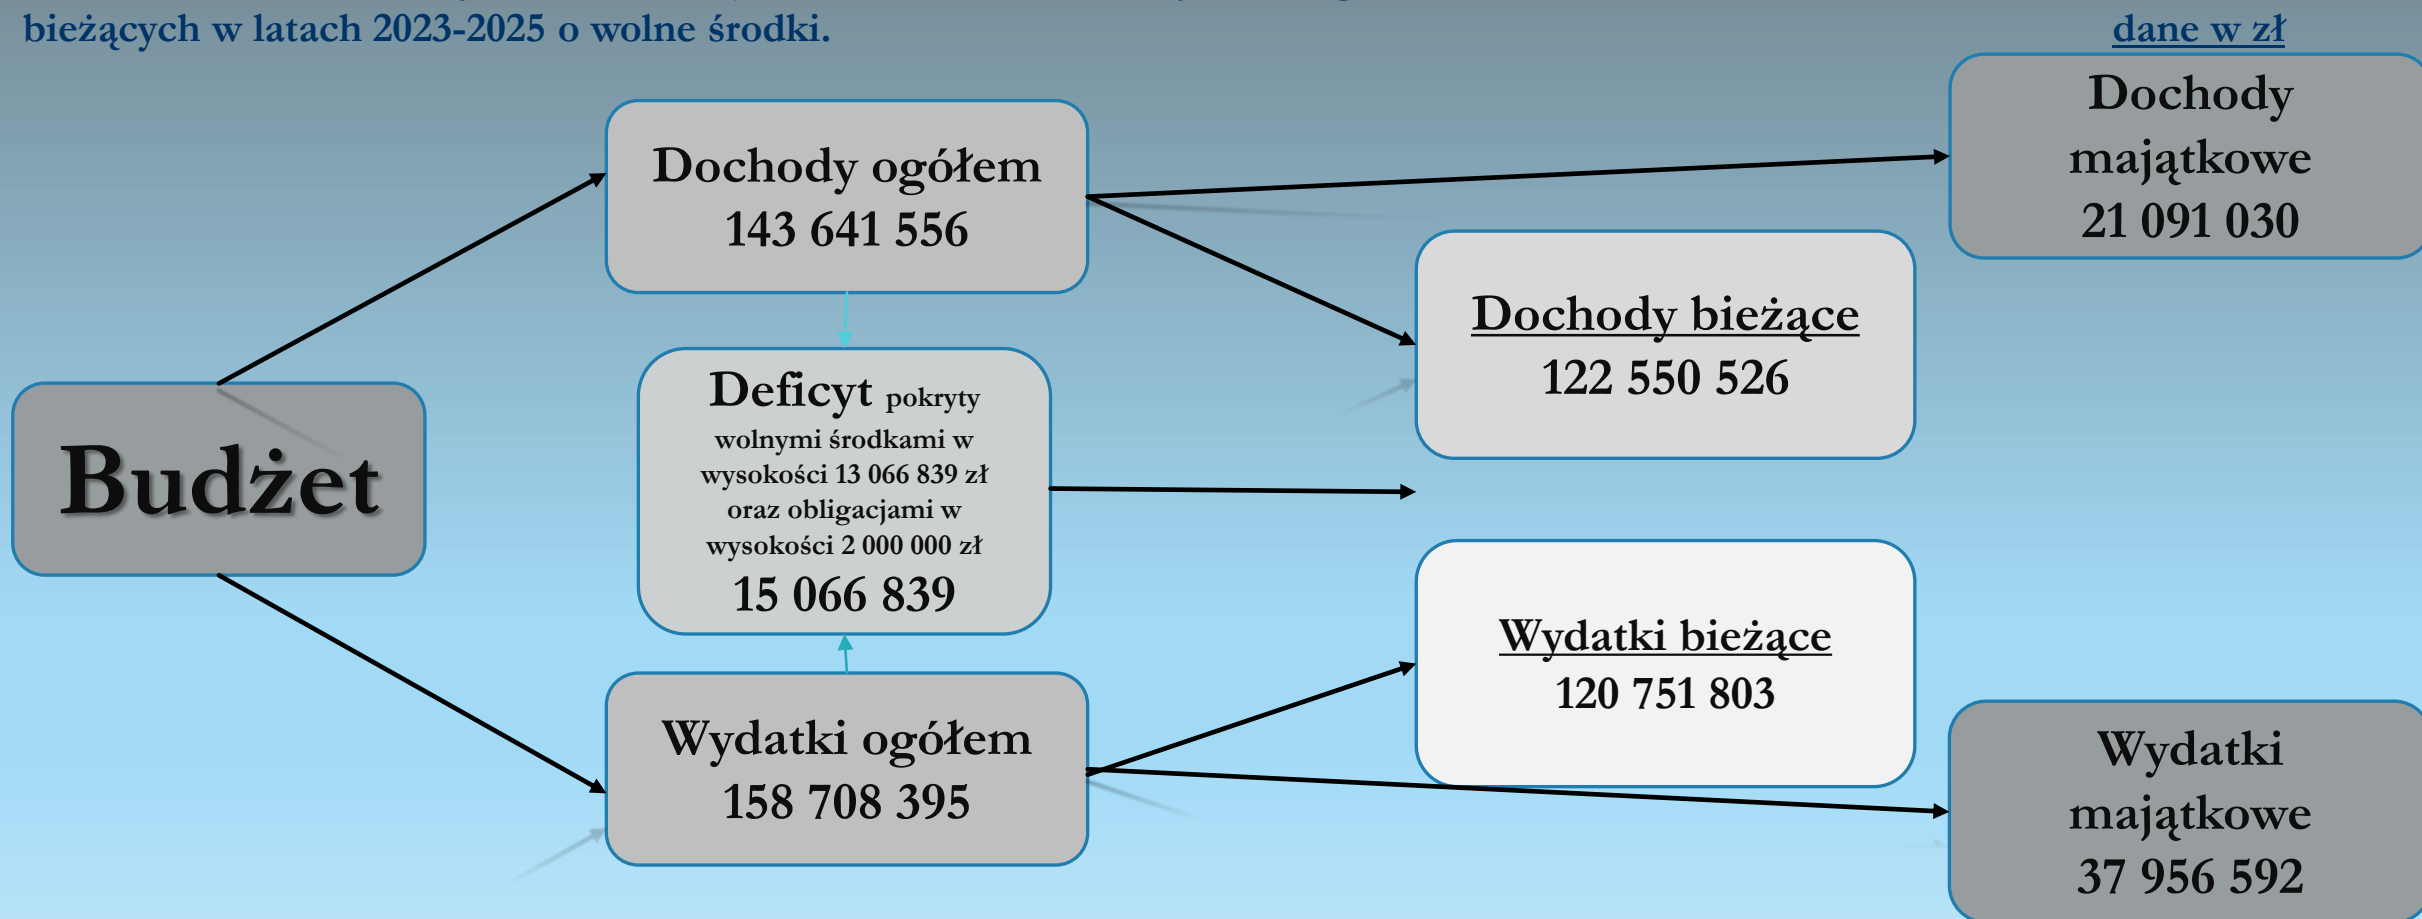 bieżących w latach 2023-2025 o wolne środki.
dane w zł
Dochody
majątkowe
21 091 030
Dochody ogółem
143 641 556
Dochody bieżące
122 550 526
Deficyt pokryty
wolnymi środkami w
wysokości 13 066 839 zł
oraz obligacjami w
wysokości 2 000 000 zł
15 066 839
Budżet
Wydatki bieżące
120 751 803
Wydatki ogółem
158 708 395
Wydatki
majątkowe
37 956 592